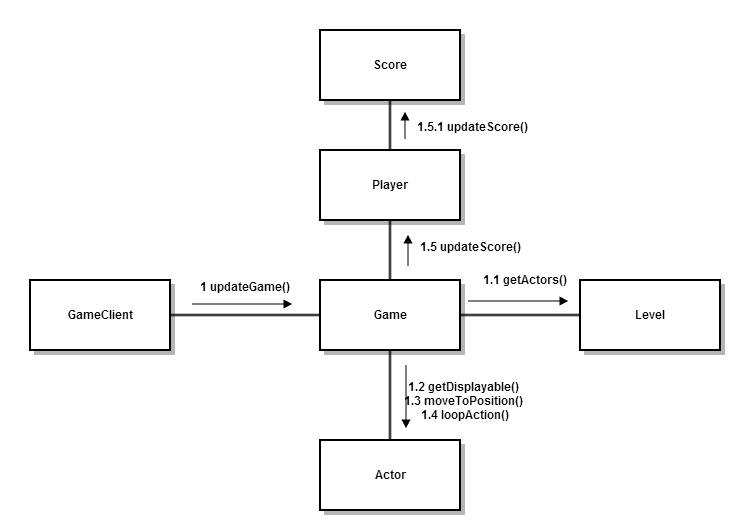 Score
1.5.1 updateScore()
Player
1.5 updateScore()
1.1 getActors()
1 updateGame()
GameClient
Game
Level
1.2 getDisplayable()
1.3 moveToPosition()
1.4 loopAction()
Actor